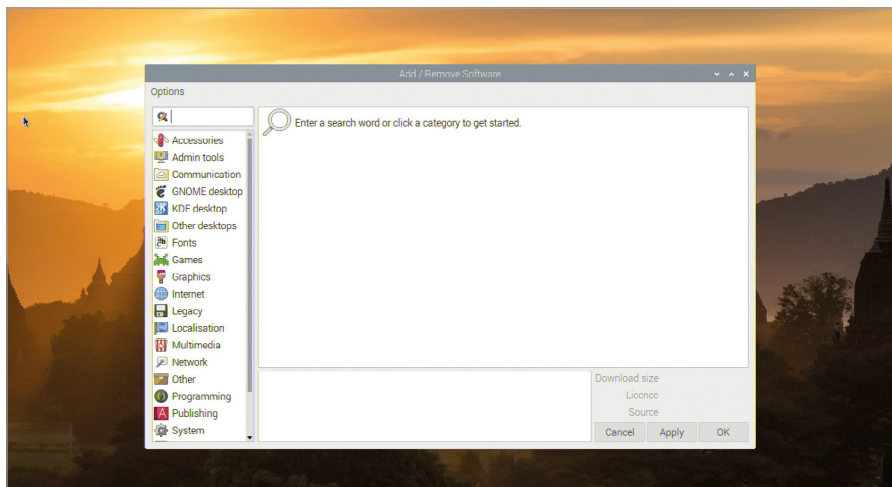 Add / Remove Software
Options
Enter a search word or click a category to get started.
Accessories
Admin tools
Communication
GNOME desktop
KDE desktop
Other desktops
Fonts
Games
Graphics
Internet
Legacy
Localisation
Multimedia
Network
Other
Programming
Publishing
System
Download size
Licence
Source
Cancel Apply OK